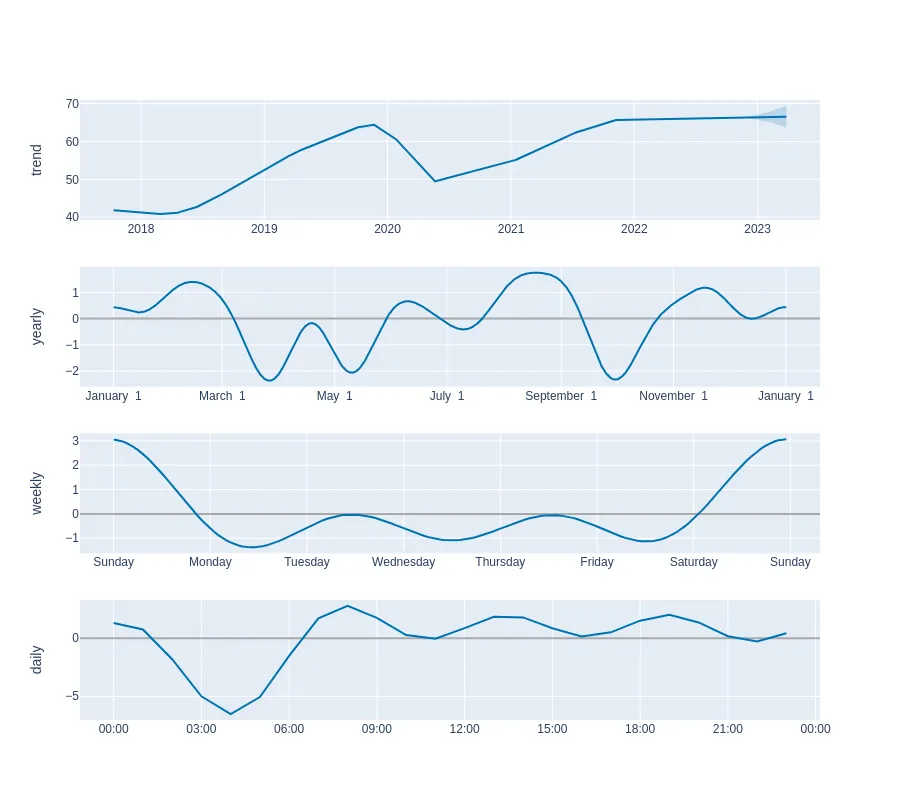 trend
70
60
50
40
2018 2019 2020 2021 2022 2023
yearly
1
0
−1
−2
January 1 March 1 May 1 July 1 September 1 November 1 January 1
weekly
3
2
1
0
−1
Sunday Monday Tuesday Wednesday Thursday Friday Saturday Sunday
daily
0
−5
00:00 03:00 06:00 09:00 12:00 15:00 18:00 21:00 00:00